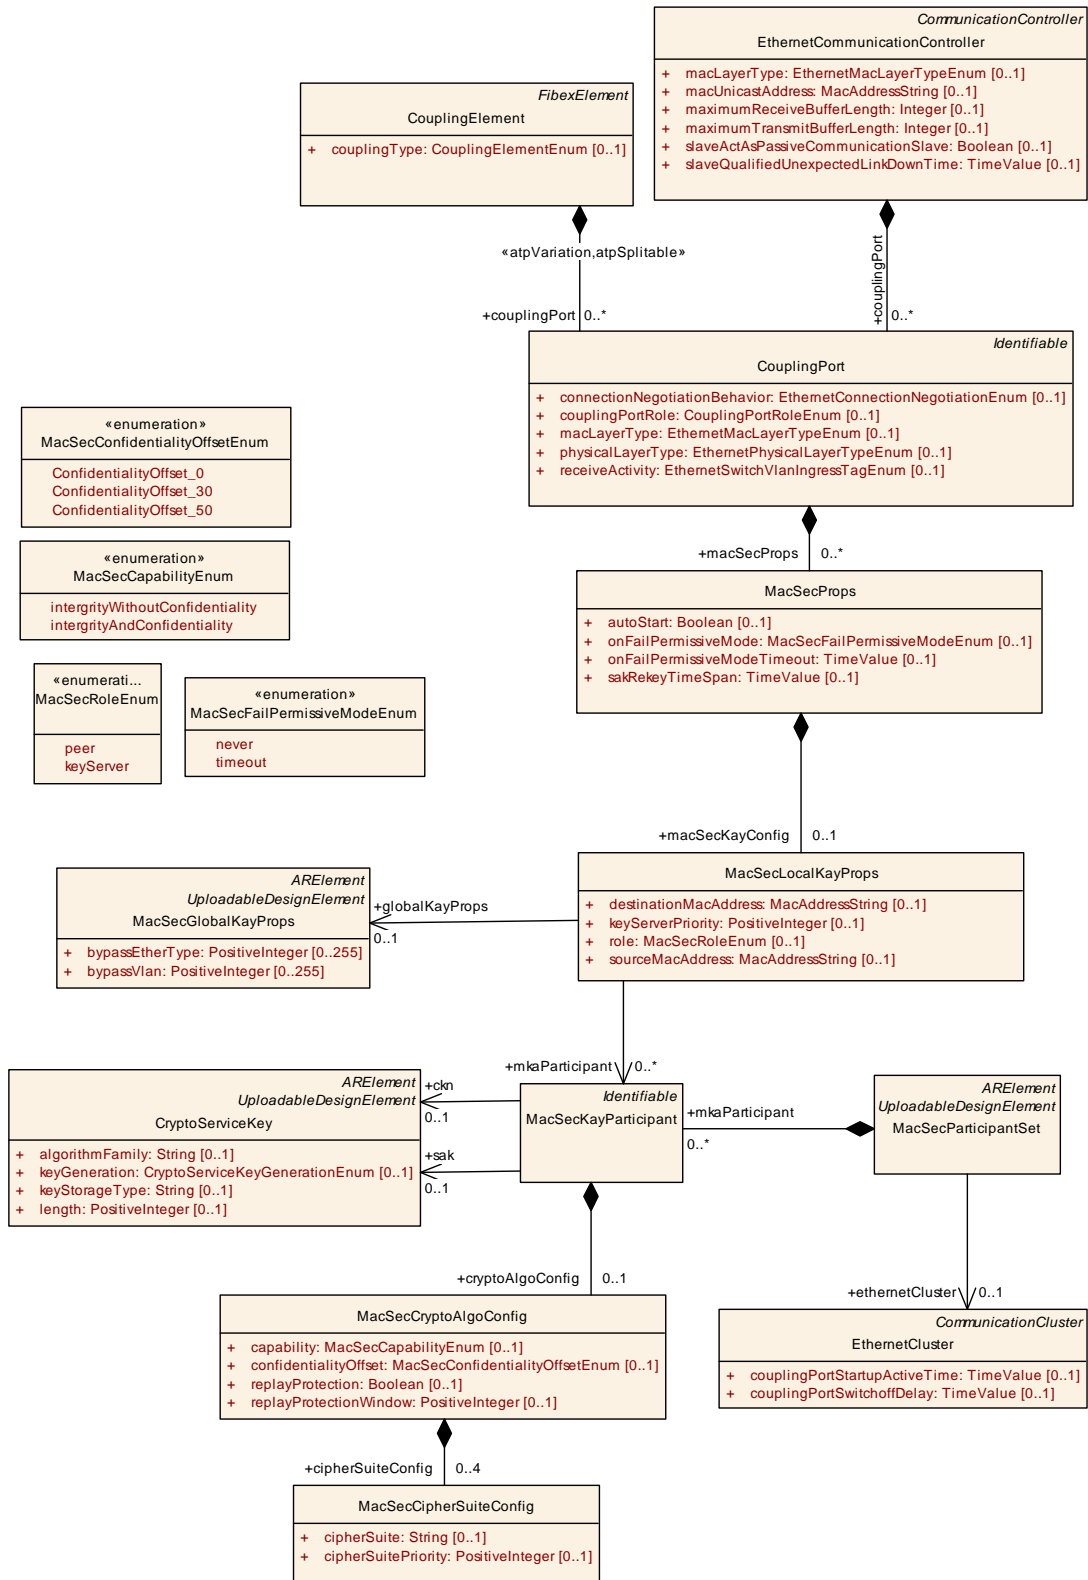 CommunicationController
EthernetCommunicationController
+ macLayerType: EthernetMacLayerTypeEnum [0..1]
+ macUnicastAddress: MacAddressString [0..1]
+ maximumReceiveBufferLength: Integer [0..1]
+ maximumTransmitBufferLength: Integer [0..1]
+ slaveActAsPassiveCommunicationSlave: Boolean [0..1]
+ slaveQualifiedUnexpectedLinkDownTime: TimeValue [0..1]
FibexElement
CouplingElement
+ couplingType: CouplingElementEnum [0..1]
«atpVariation,atpSplitable»
+couplingPort 0..*
+couplingPort
0..*
Identifiable
CouplingPort
+ connectionNegotiationBehavior: EthernetConnectionNegotiationEnum [0..1]
+ couplingPortRole: CouplingPortRoleEnum [0..1]
+ macLayerType: EthernetMacLayerTypeEnum [0..1]
+ physicalLayerType: EthernetPhysicalLayerTypeEnum [0..1]
+ receiveActivity: EthernetSwitchVlanIngressTagEnum [0..1]
«enumeration»
MacSecConfidentialityOffsetEnum
ConfidentialityOffset_0
ConfidentialityOffset_30
ConfidentialityOffset_50
«enumeration»
MacSecCapabilityEnum
intergrityWithoutConfidentiality
intergrityAndConfidentiality
«enumerati...
MacSecRoleEnum
peer
keyServer
«enumeration»
MacSecFailPermissiveModeEnum
never
timeout
+macSecProps 0..*
MacSecProps
+ autoStart: Boolean [0..1]
+ onFailPermissiveMode: MacSecFailPermissiveModeEnum [0..1]
+ onFailPermissiveModeTimeout: TimeValue [0..1]
+ sakRekeyTimeSpan: TimeValue [0..1]
+macSecKayConfig 0..1
MacSecLocalKayProps
+ destinationMacAddress: MacAddressString [0..1]
+ keyServerPriority: PositiveInteger [0..1]
+ role: MacSecRoleEnum [0..1]
+ sourceMacAddress: MacAddressString [0..1]
+globalKayProps
0..1
ARElement
UploadableDesignElement
MacSecGlobalKayProps
+ bypassEtherType: PositiveInteger [0..255]
+ bypassVlan: PositiveInteger [0..255]
+mkaParticipant 0..*
Identifiable
MacSecKayParticipant
+ckn
0..1
+sak
0..1
ARElement
UploadableDesignElement
CryptoServiceKey
+ algorithmFamily: String [0..1]
+ keyGeneration: CryptoServiceKeyGenerationEnum [0..1]
+ keyStorageType: String [0..1]
+ length: PositiveInteger [0..1]
+mkaParticipant
0..*
ARElement
UploadableDesignElement
MacSecParticipantSet
+ethernetCluster 0..1
CommunicationCluster
EthernetCluster
+ couplingPortStartupActiveTime: TimeValue [0..1]
+ couplingPortSwitchoffDelay: TimeValue [0..1]
+cryptoAlgoConfig 0..1
MacSecCryptoAlgoConfig
+ capability: MacSecCapabilityEnum [0..1]
+ confidentialityOffset: MacSecConfidentialityOffsetEnum [0..1]
+ replayProtection: Boolean [0..1]
+ replayProtectionWindow: PositiveInteger [0..1]
+cipherSuiteConfig 0..4
MacSecCipherSuiteConfig
+ cipherSuite: String [0..1]
+ cipherSuitePriority: PositiveInteger [0..1]